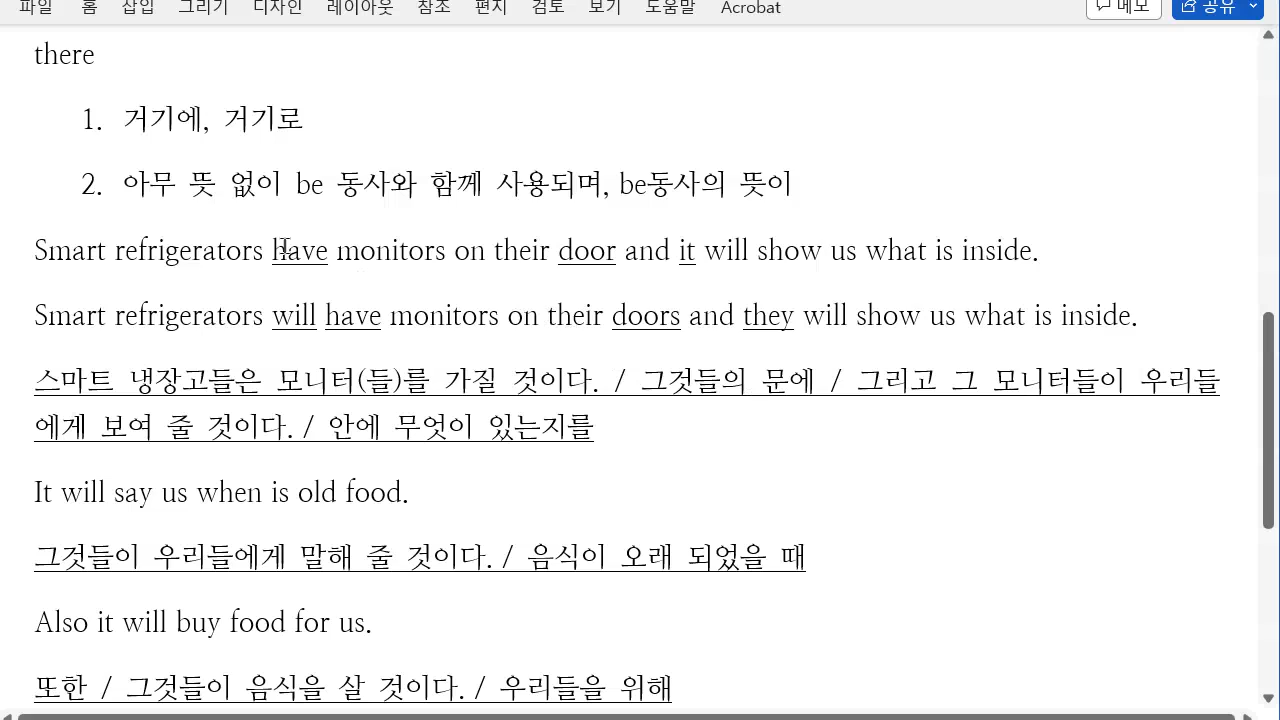 파일 홈 삽입 그리기 디자인 레이아웃 참조 편지 검토 보기 도움말 Acrobat 메모 공유
there
1. 거기에, 거기로
2. 아무 뜻 없이 be 동사와 함께 사용되며, be동사의 뜻이
Smart refrigerators have monitors on their door and it will show us what is inside.
Smart refrigerators will have monitors on their doors and they will show us what is inside.
스마트 냉장고들은 모니터(들)를 가질 것이다. / 그것들의 문에 / 그리고 그 모니터들이 우리들
에게 보여 줄 것이다. / 안에 무엇이 있는지를
It will say us when is old food.
그것들이 우리들에게 말해 줄 것이다. / 음식이 오래 되었을 때
Also it will buy food for us.
또한 / 그것들이 음식을 살 것이다. / 우리들을 위해